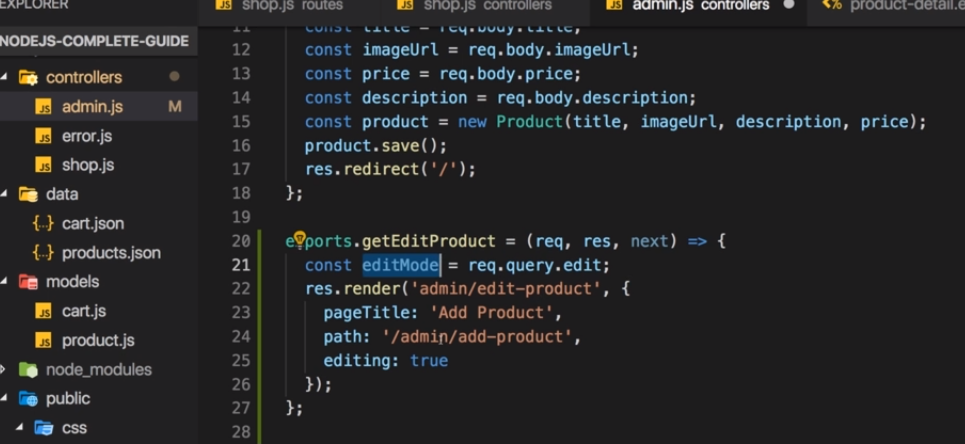 EXPLORER
shop.js routes
shop.js controllers
admin.js controllers
product-detail.e
NODEJS-COMPLETE-GUIDE
controllers
admin.js M
error.js
shop.js
data
cart.json
products.json
models
cart.js
product.js
node_modules
public
css
11 const title = req.body.title;
12 const imageUrl = req.body.imageUrl;
13 const price = req.body.price;
14 const description = req.body.description;
15 const product = new Product(title, imageUrl, description, price);
16 product.save();
17 res.redirect('/');
18 };
19
20 exports.getEditProduct = (req, res, next) => {
21 const editMode = req.query.edit;
22 res.render('admin/edit-product', {
23 pageTitle: 'Add Product',
24 path: '/admin/add-product',
25 editing: true
26 });
27 };
28